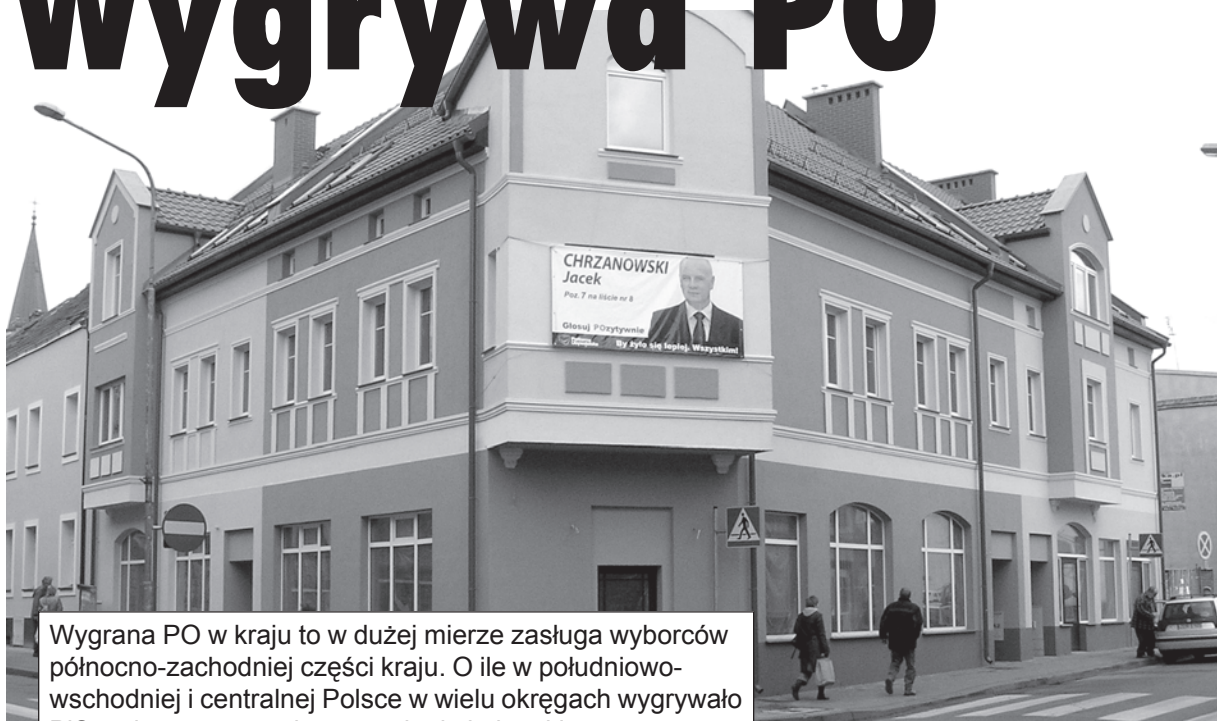 Wygrywa PO
CHRZANOWSKI
Jacek
Poz. 7 na liście nr 8
Głosuj POzytywnie
By żyło się lepiej. Wszystkim!
Wygrana PO w kraju to w dużej mierze zasługa wyborców
północno-zachodniej części kraju. O ile w południowo-
wschodniej i centralnej Polsce w wielu okręgach wygrywało